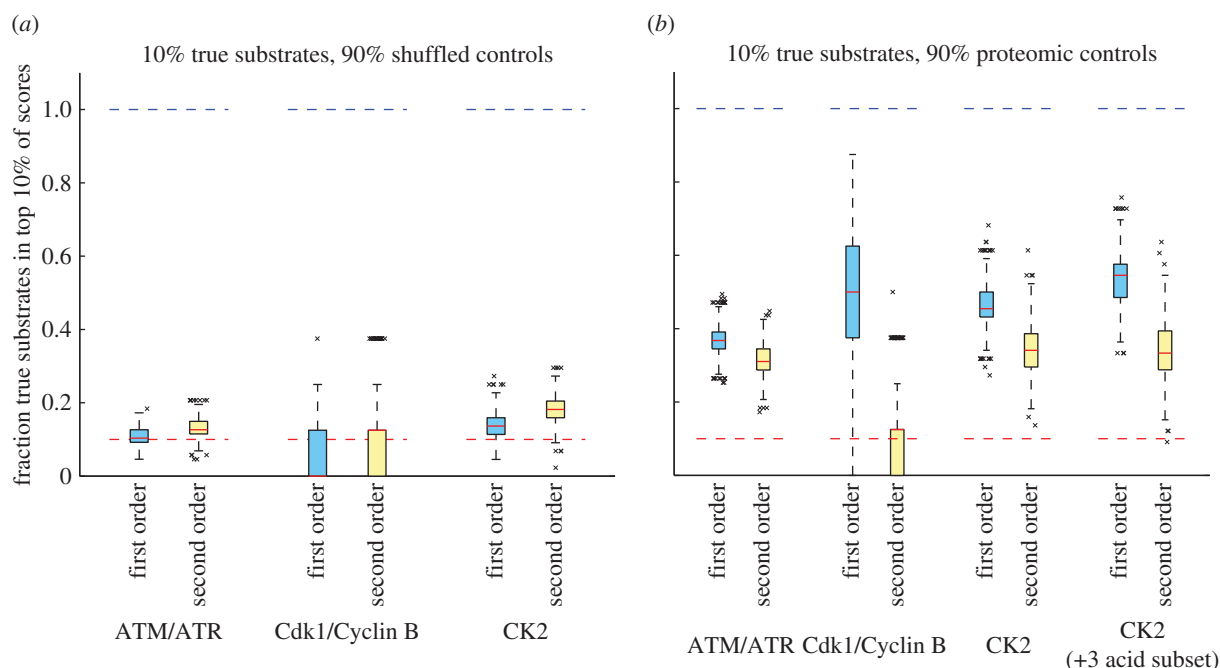 (a)
10% true substrates, 90% shuffled controls
fraction true substrates in top 10% of scores
1.0
0.8
0.6
0.4
0.2
0
first order
second order
first order
second order
first order
second order
ATM/ATR
Cdk1/Cyclin B
CK2
(b)
10% true substrates, 90% proteomic controls
first order
second order
first order
second order
first order
second order
first order
second order
ATM/ATR
Cdk1/Cyclin B
CK2
CK2
(+3 acid subset)